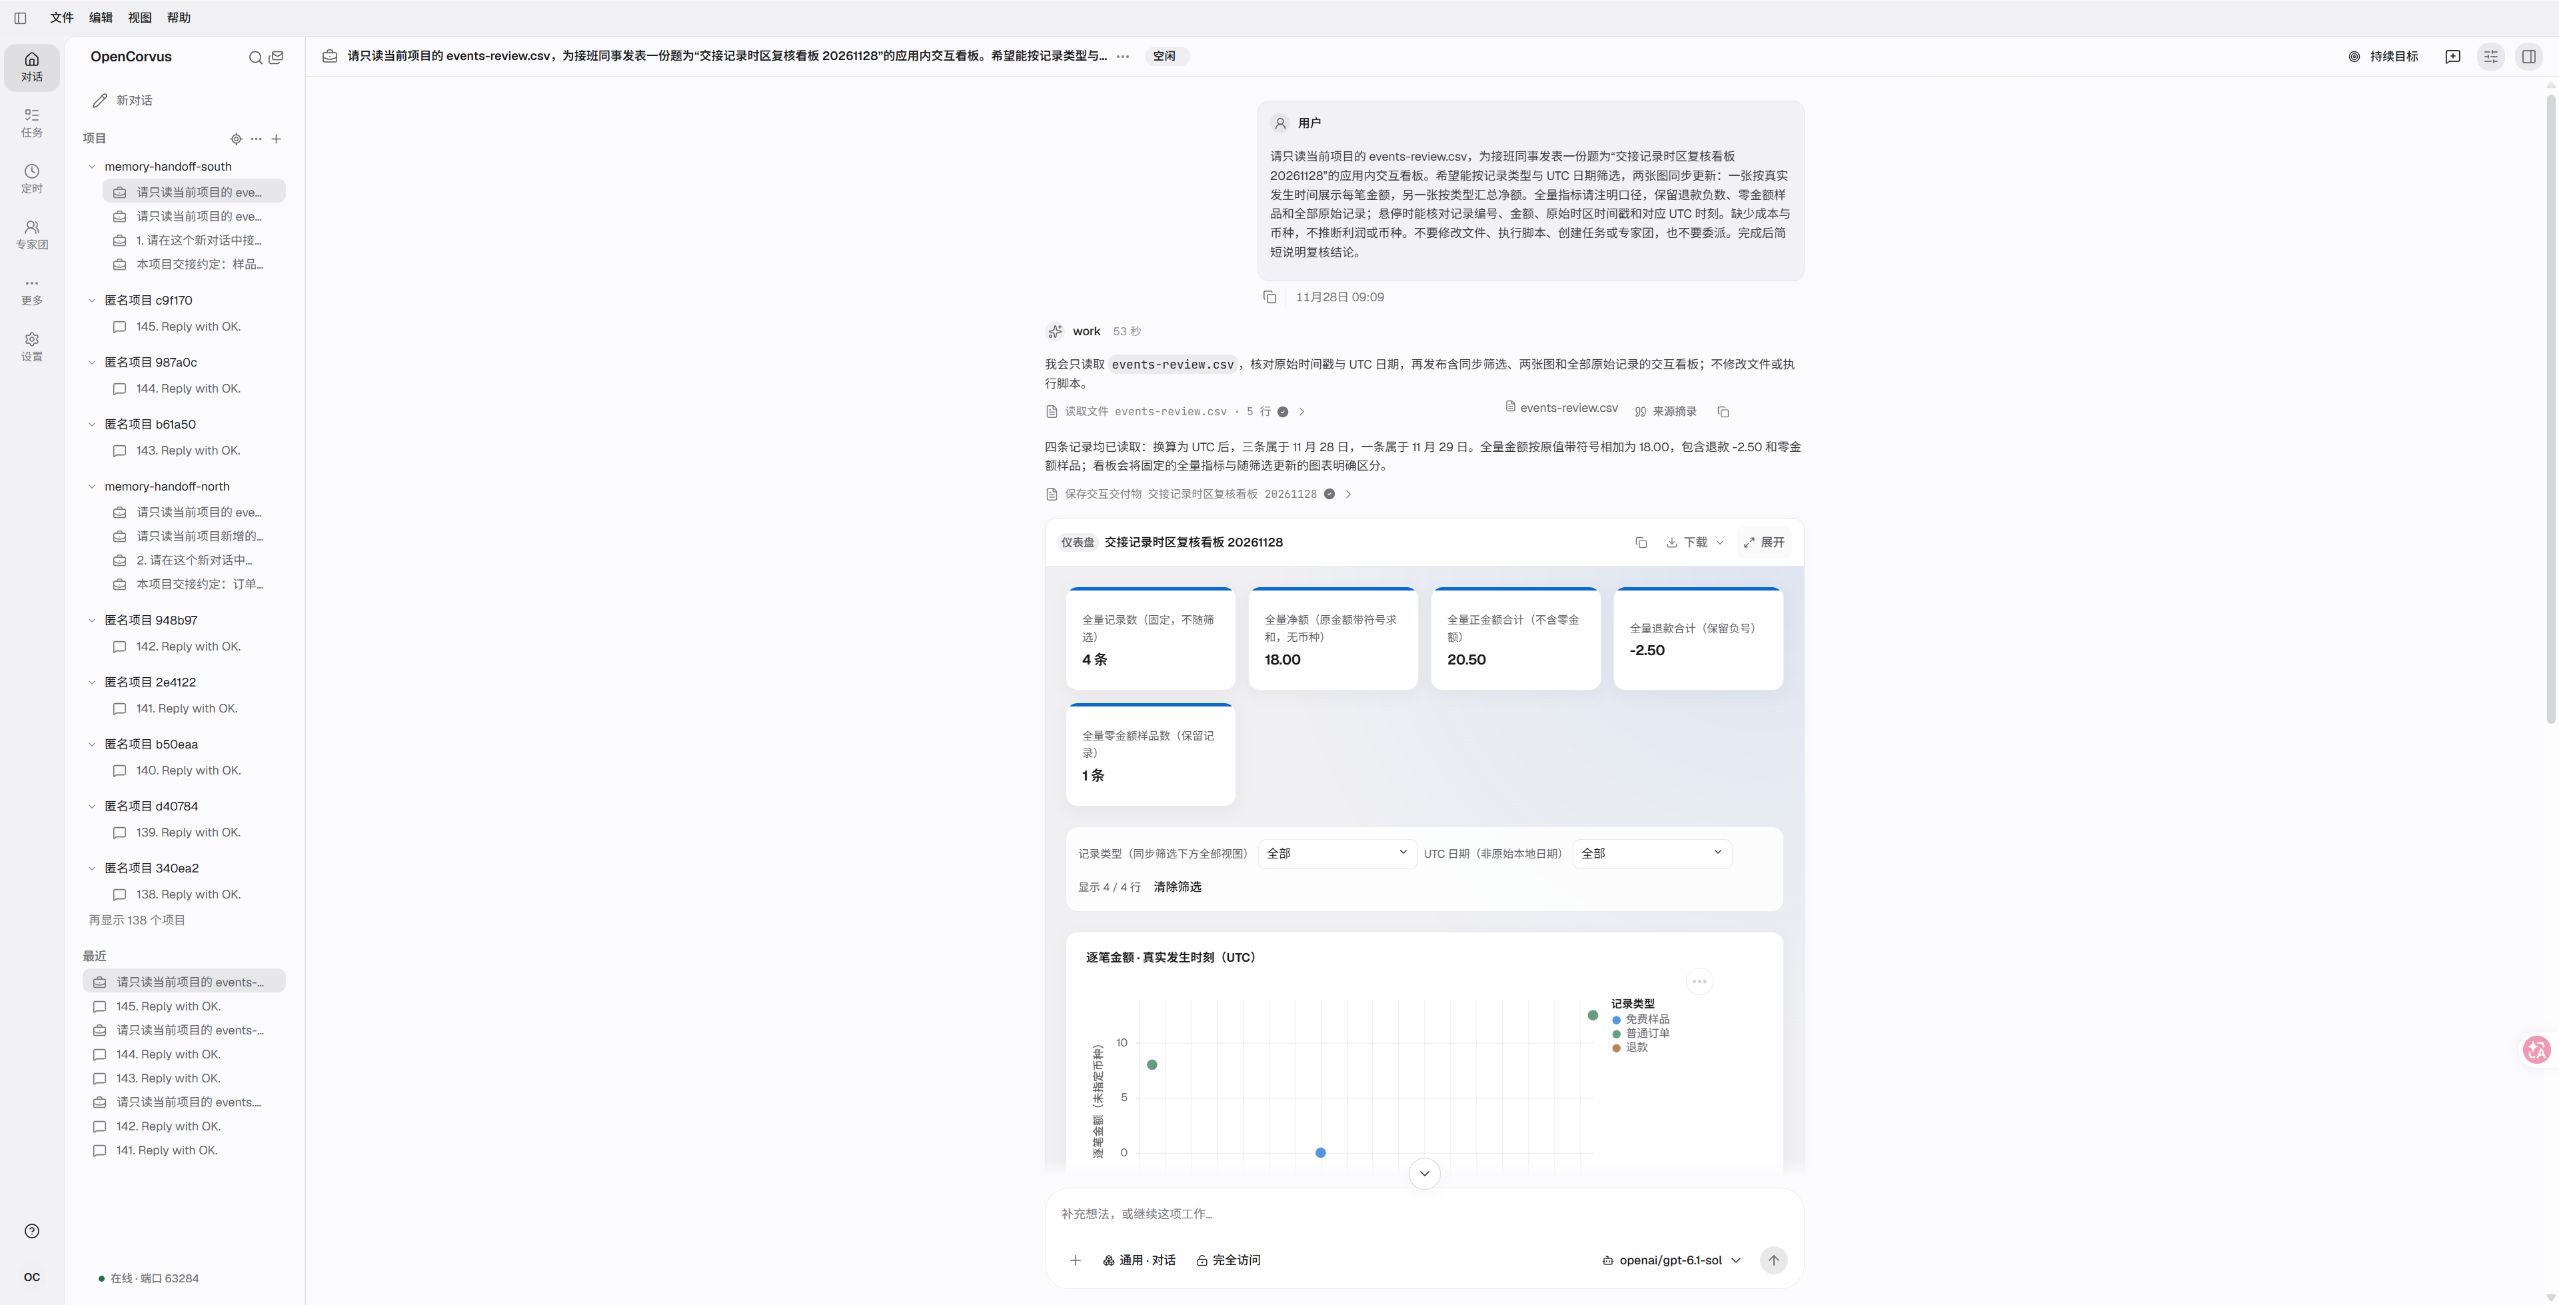 文件 编辑 视图 帮助
对话
任务
定时
专家团
更多
设置
OC
OpenCorvus
新对话
项目
memory-handoff-south
请只读当前项目的 eve...
请只读当前项目的 eve...
1. 请在这个新对话中接...
本项目交接约定：样品...
匿名项目 c9f170
145. Reply with OK.
匿名项目 987a0c
144. Reply with OK.
匿名项目 b61a50
143. Reply with OK.
memory-handoff-north
请只读当前项目的 eve...
请只读当前项目新增的...
2. 请在这个新对话中...
本项目交接约定：订单...
匿名项目 948b97
142. Reply with OK.
匿名项目 2e4122
141. Reply with OK.
匿名项目 b50eaa
140. Reply with OK.
匿名项目 d40784
139. Reply with OK.
匿名项目 340ea2
138. Reply with OK.
再显示 138 个项目
最近
请只读当前项目的 events-...
145. Reply with OK.
请只读当前项目的 events-...
144. Reply with OK.
143. Reply with OK.
请只读当前项目的 events....
142. Reply with OK.
141. Reply with OK.
在线 · 端口 63284
请只读当前项目的 events-review.csv，为接班同事发表一份题为“交接记录时区复核看板 20261128”的应用内交互看板。希望能按记录类型与... 空闲
持续目标
用户
请只读当前项目的 events-review.csv，为接班同事发表一份题为“交接记录时区复核看板
20261128”的应用内交互看板。希望能按记录类型与 UTC 日期筛选，两张图同步更新：一张按真实
发生时间展示每笔金额，另一张按类型汇总净额。全量指标请注明口径，保留退款负数、零金额样
品和全部原始记录；悬停时能核对记录编号、金额、原始时区时间戳和对应 UTC 时刻。缺少成本与
币种，不推断利润或币种。不要修改文件、执行脚本、创建任务或专家团，也不要委派。完成后简
短说明复核结论。
11月28日 09:09
work 53 秒
我会只读取 events-review.csv，核对原始时间戳与 UTC 日期，再发布含同步筛选、两张图和全部原始记录的交互看板；不修改文件或执
行脚本。
读取文件 events-review.csv · 5 行
events-review.csv 来源摘录
四条记录均已读取：换算为 UTC 后，三条属于 11 月 28 日，一条属于 11 月 29 日。全量金额按原值带符号相加为 18.00，包含退款 -2.50 和零金
额样品；看板会将固定的全量指标与随筛选更新的图表明确区分。
保存交互交付物 交接记录时区复核看板 20261128
仪表盘 交接记录时区复核看板 20261128
下载 展开
全量记录数（固定，不随筛
选）
4 条
全量净额（原金额带符号求
和，无币种）
18.00
全量正金额合计（不含零金
额）
20.50
全量退款合计（保留负号）
-2.50
全量零金额样品数（保留记
录）
1 条
记录类型（同步筛选下方全部视图） 全部 UTC 日期（非原始本地日期） 全部
显示 4 / 4 行 清除筛选
逐笔金额 · 真实发生时刻（UTC）
逐笔金额（未指定币种）
10
5
0
记录类型
免费样品
普通订单
退款
补充想法，或继续这项工作...
通用 · 对话 完全访问 openai/gpt-6.1-sol